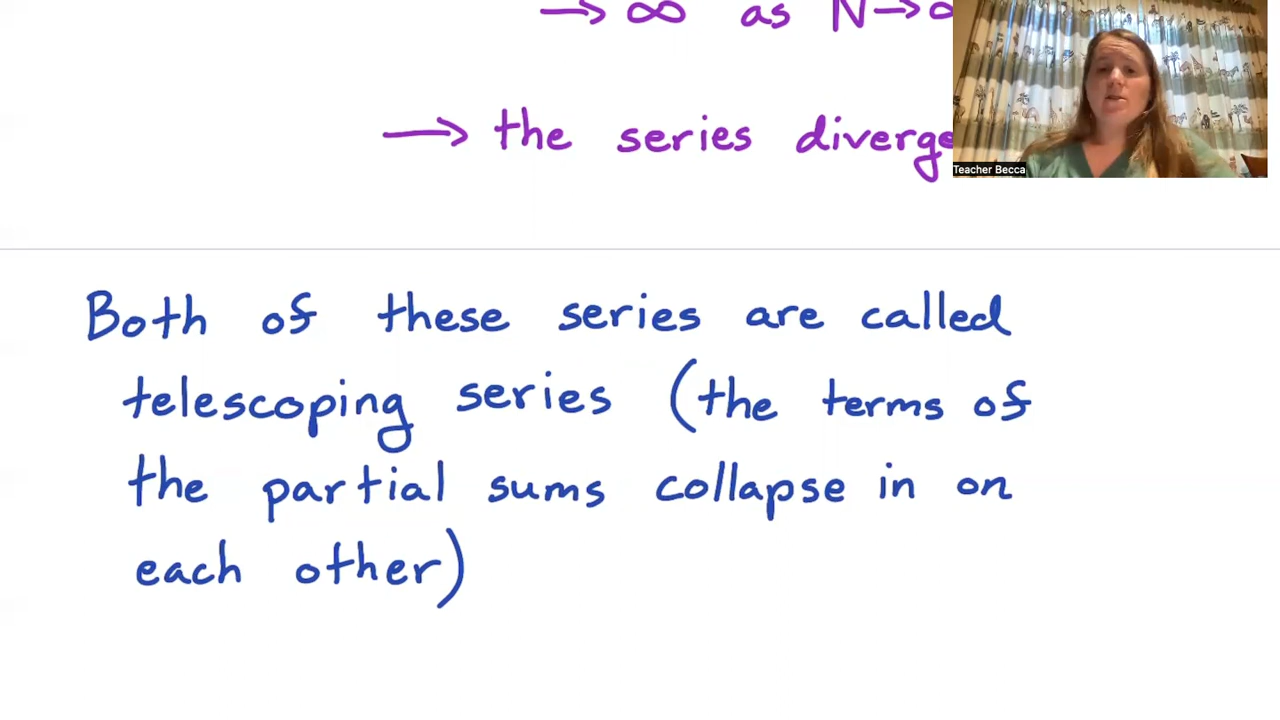 → ∞ as N→
→ the series diverge
Teacher Becca
Both of these series are called
telescoping series (the terms of
the partial sums collapse in on
each other)